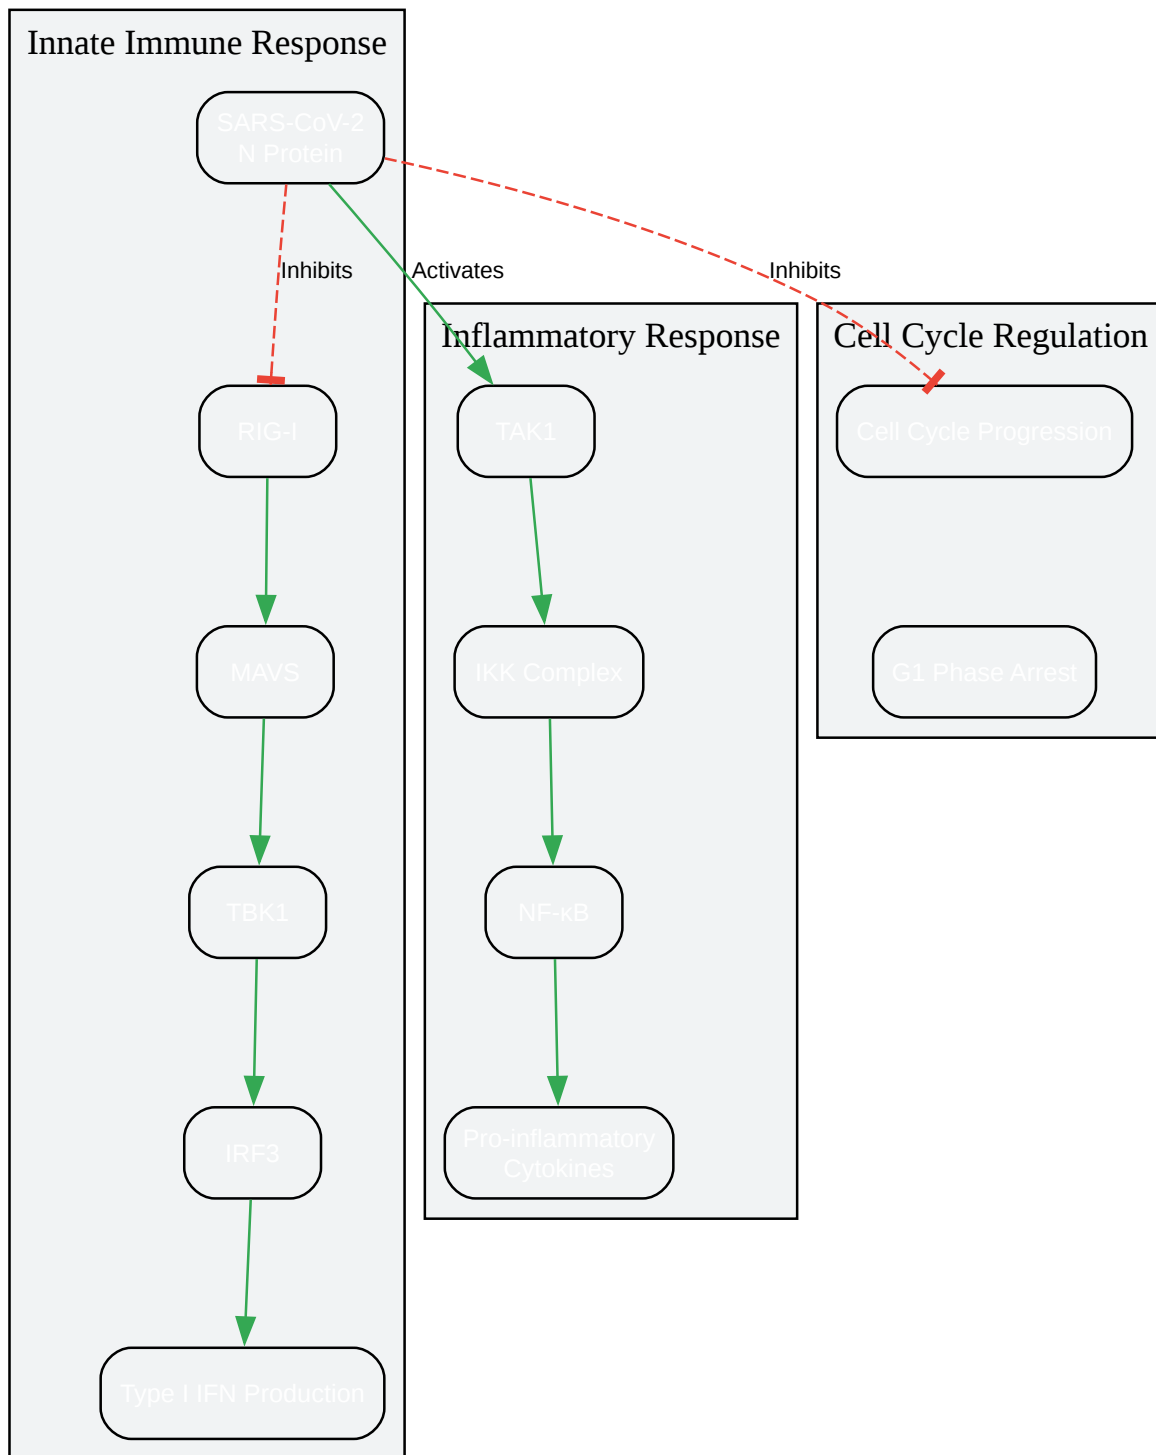 Innate Immune Response
SARS-CoV-2
N Protein
Inhibits
Activates
Inhibits
Inflammatory Response
Cell Cycle Regulation
RIG-I
TAK1
Cell Cycle Progression
MAVS
IKK Complex
G1 Phase Arrest
TBK1
NF-κB
IRF3
Pro-inflammatory
Cytokines
Type I IFN Production